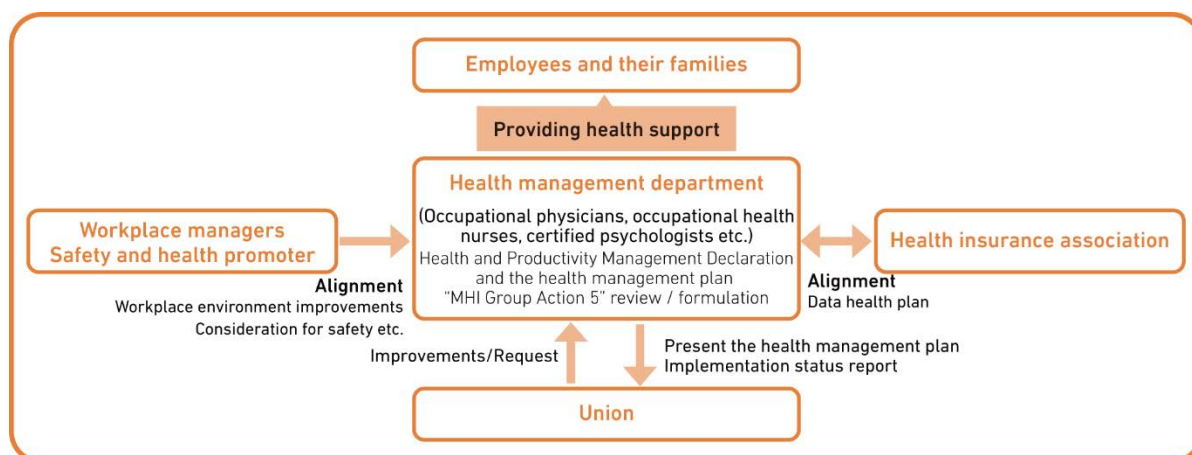 Employees and their families
Providing health support
Health management department
(Occupational physicians, occupational health
nurses, certified psychologists etc.)
Health and Productivity Management Declaration
and the health management plan
“MHI Group Action 5” review / formulation
Workplace managers
Safety and health promoter
Alignment
Workplace environment improvements
Consideration for safety etc.
Health insurance association
Alignment
Data health plan
Improvements/Request
Present the health management plan
Implementation status report
Union